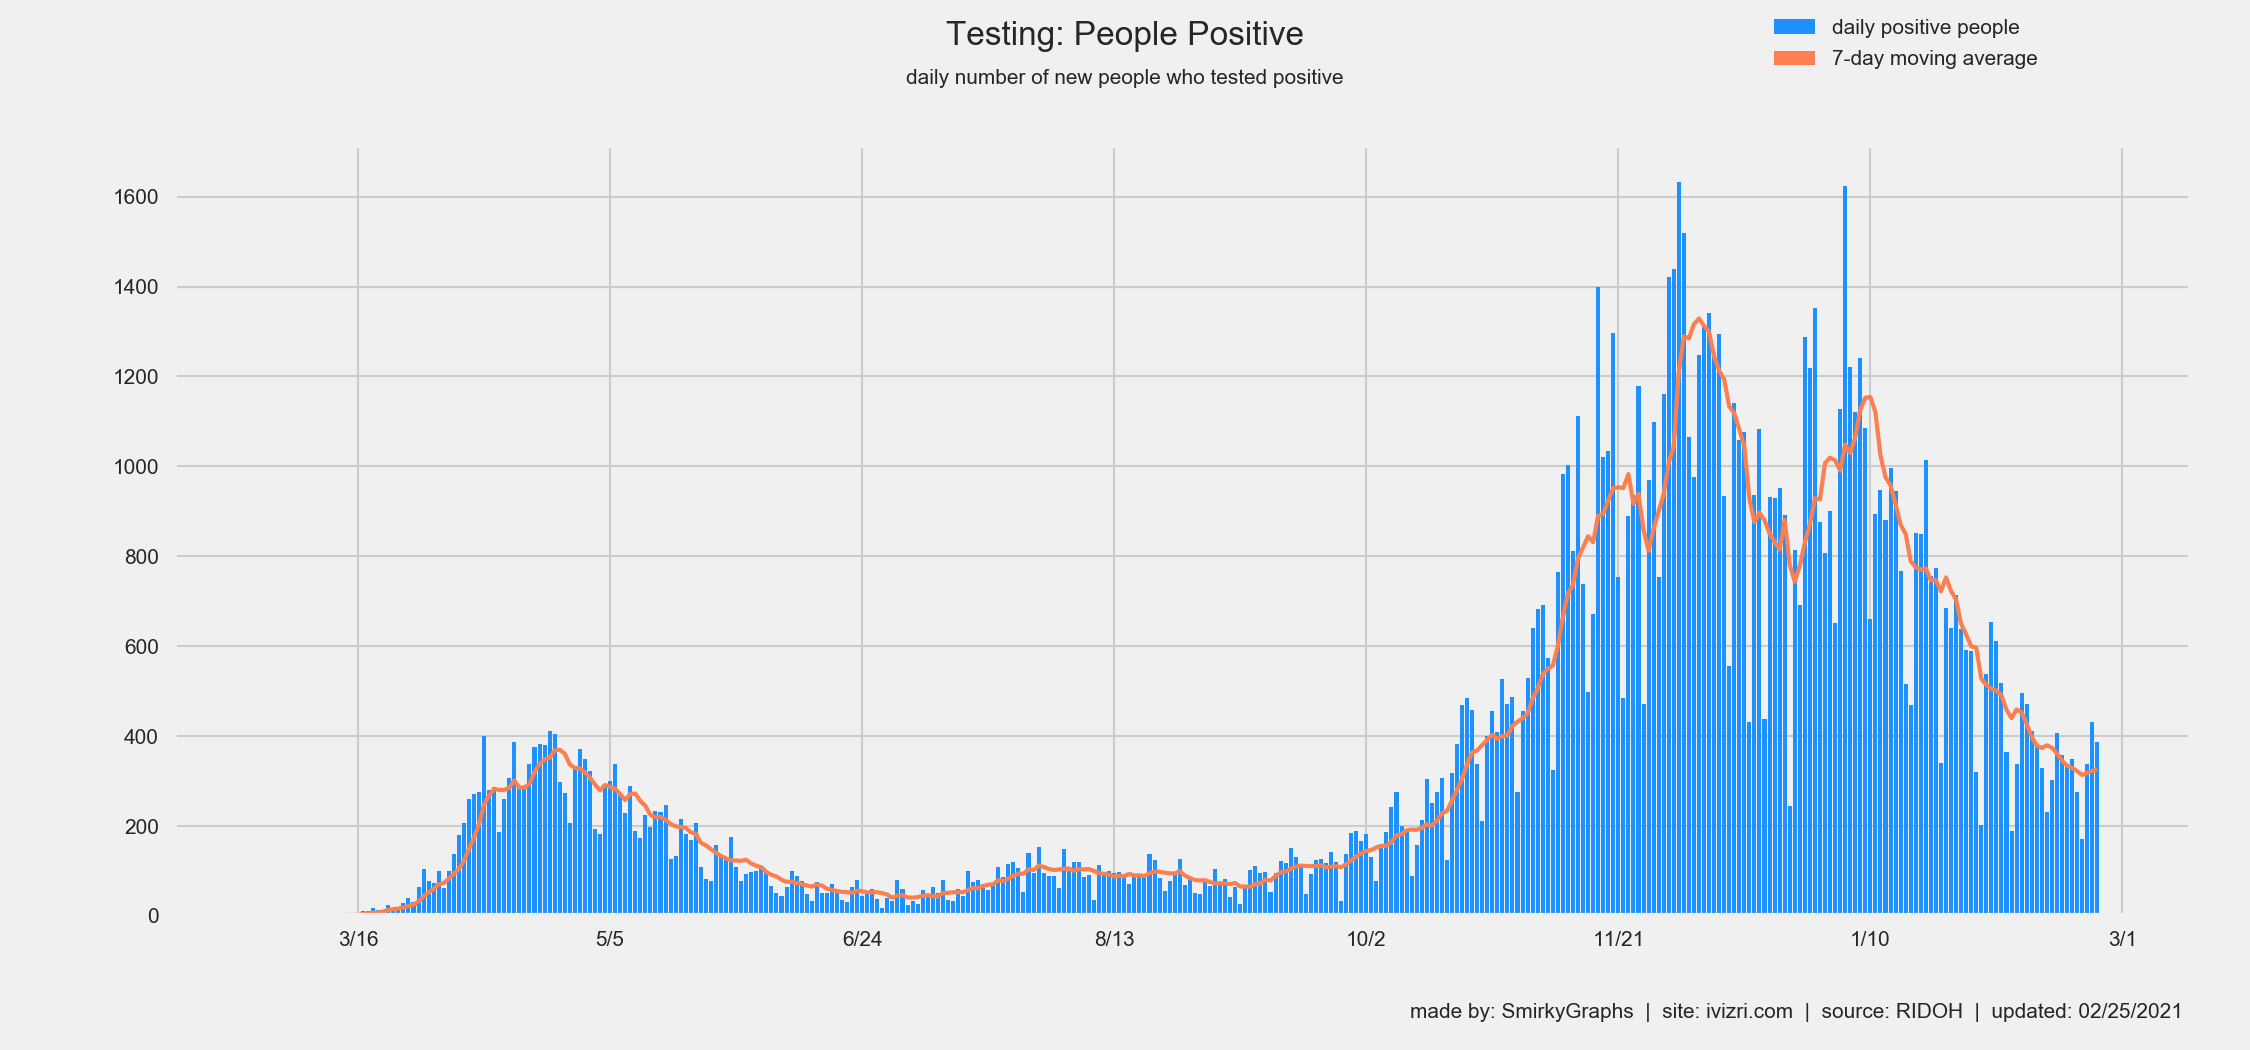 Testing: People Positive
daily number of new people who tested positive
daily positive people
7-day moving average
1600
1400
1200
1000
800
600
400
200
0
3/16 5/5 6/24 8/13 10/2 11/21 1/10 3/1
made by: SmirkyGraphs | site: ivizri.com | source: RIDOH | updated: 02/25/2021